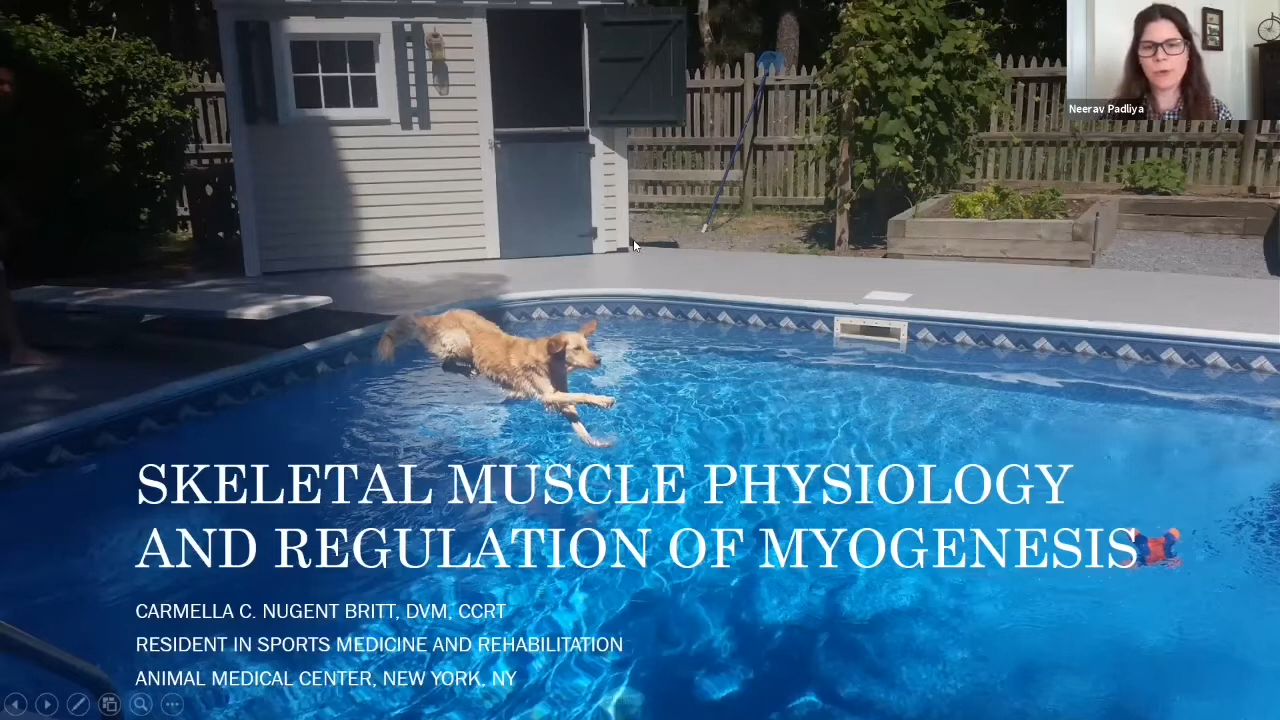 Neerav Padliya
SKELETAL MUSCLE PHYSIOLOGY
AND REGULATION OF MYOGENESIS
CARMELLA C. NUGENT BRITT, DVM, CCRT
RESIDENT IN SPORTS MEDICINE AND REHABILITATION
ANIMAL MEDICAL CENTER, NEW YORK, NY